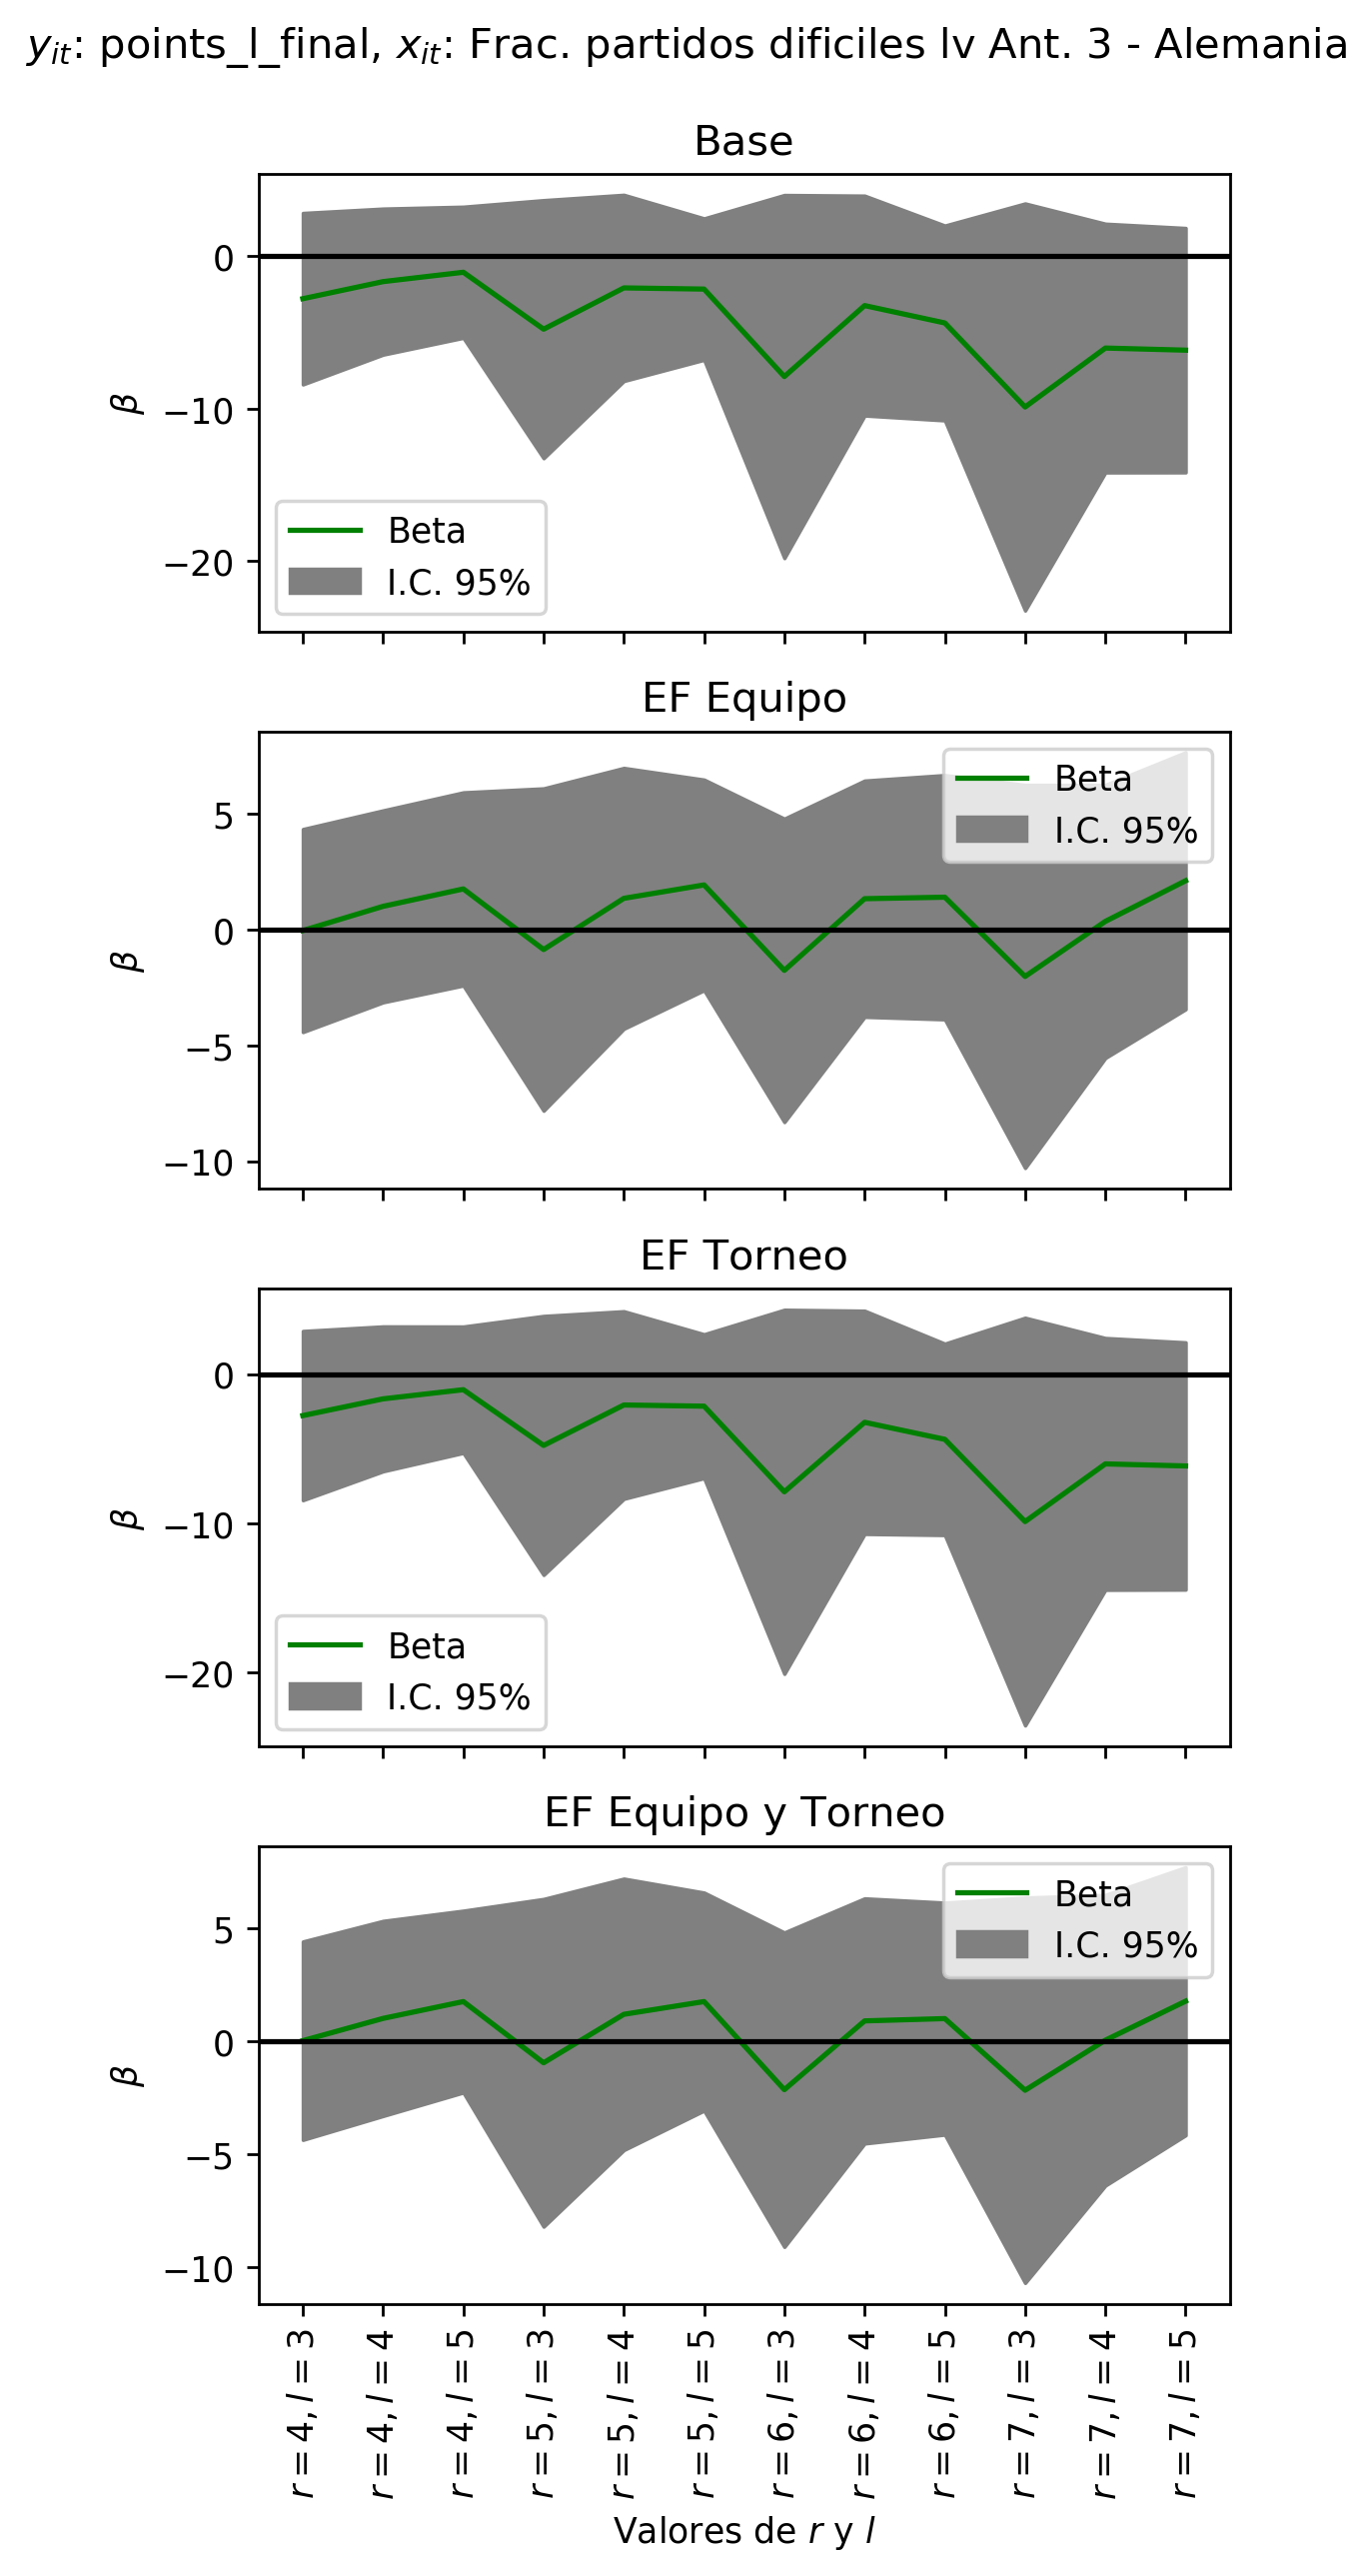 y_it: points_l_final, x_it: Frac. partidos dificiles lv Ant. 3 - Alemania
Base
0
−10
−20
β
Beta
I.C. 95%
EF Equipo
5
0
−5
−10
β
Beta
I.C. 95%
EF Torneo
0
−10
−20
β
Beta
I.C. 95%
EF Equipo y Torneo
5
0
−5
−10
β
Beta
I.C. 95%
r = 4, l = 3
r = 4, l = 4
r = 4, l = 5
r = 5, l = 3
r = 5, l = 4
r = 5, l = 5
r = 6, l = 3
r = 6, l = 4
r = 6, l = 5
r = 7, l = 3
r = 7, l = 4
r = 7, l = 5
Valores de r y l